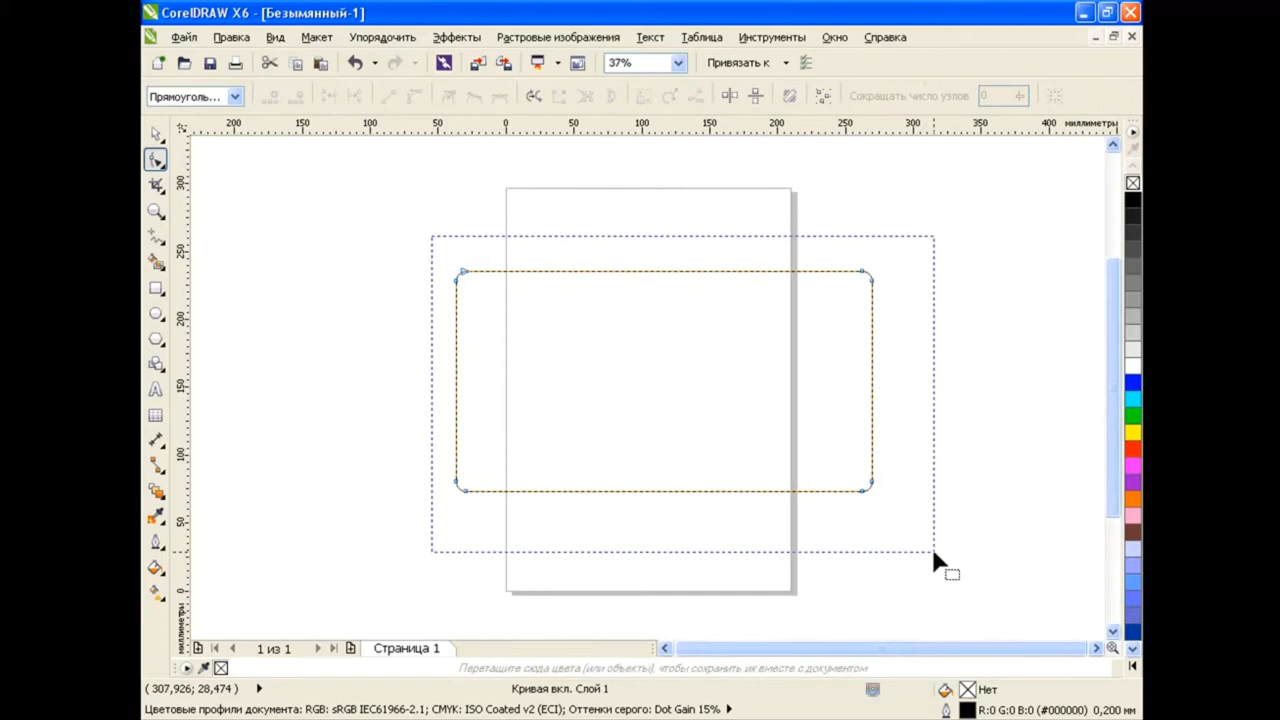 CorelDRAW X6 - [Безымянный-1]
Файл Правка Вид Макет Упорядочить Эффекты Растровые изображения Текст Таблица Инструменты Окно Справка
37% Привязать к
Прямоуголь... Сокращать число узлов 0
200 150 100 50 0 50 100 150 200 250 300 350 400 миллиметры
300
250
200
150
100
50
0
миллиметры
1 из 1 Страница 1
Перетащите сюда цвета (или объекты), чтобы сохранить их вместе с документом
( 307,926; 28,474 ) Кривая вкл. Слой 1 Нет
Цветовые профили документа: RGB: sRGB IEC61966-2.1; CMYK: ISO Coated v2 (ECI); Оттенки серого: Dot Gain 15% R:0 G:0 B:0 (#000000) 0,200 мм